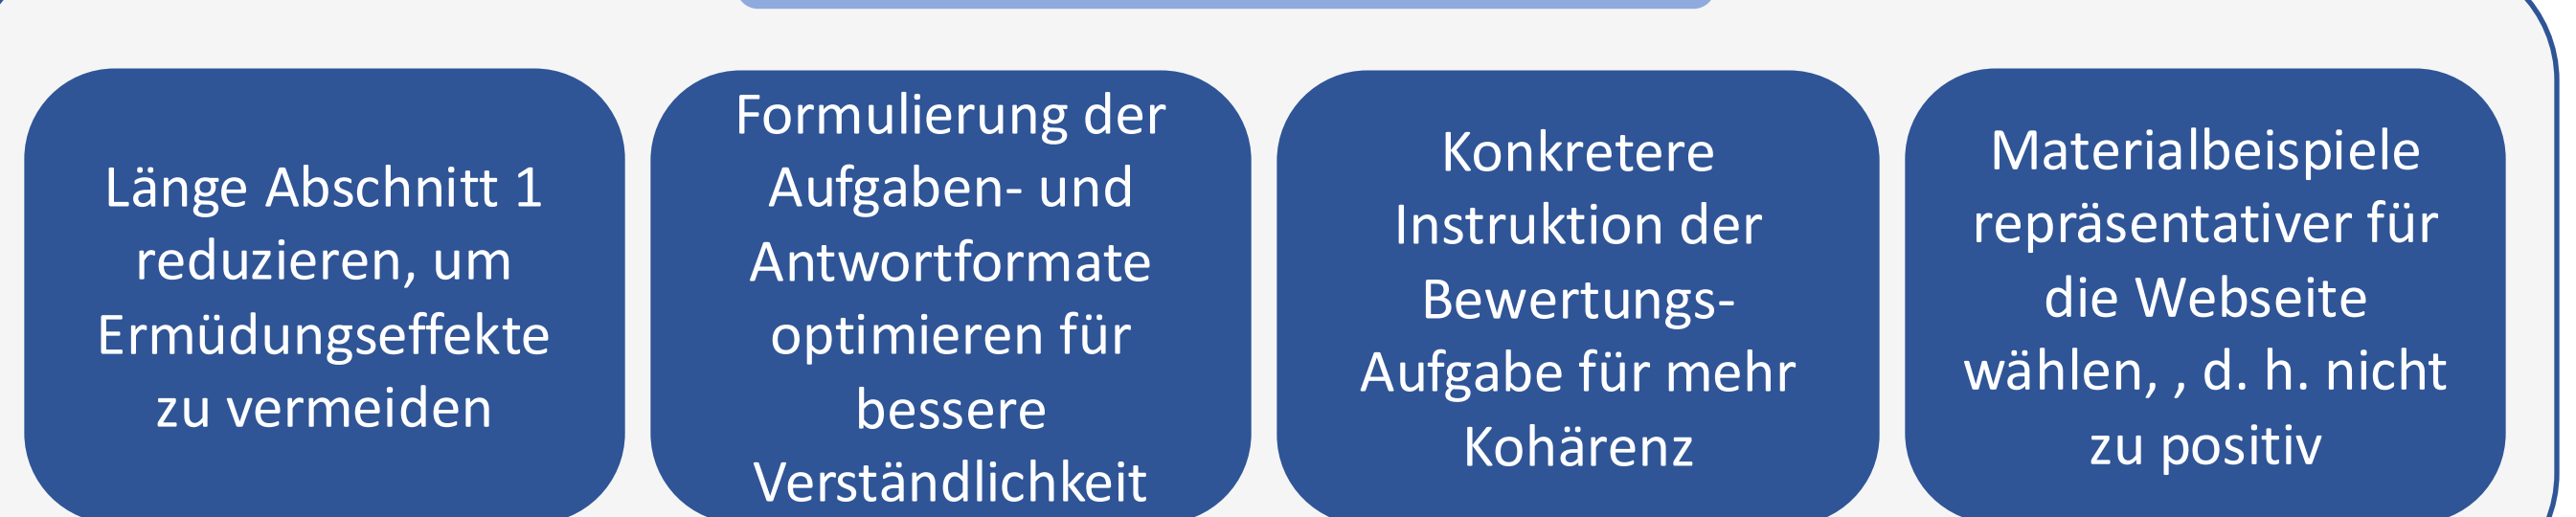 Länge Abschnitt 1
reduzieren, um
Ermüdungseffekte
zu vermeiden
Formulierung der
Aufgaben- und
Antwortformate
optimieren für
bessere
Verständlichkeit
Konkretere
Instruktion der
Bewertungs-
Aufgabe für mehr
Kohärenz
Materialbeispiele
repräsentativer für
die Webseite
wählen, , d. h. nicht
zu positiv